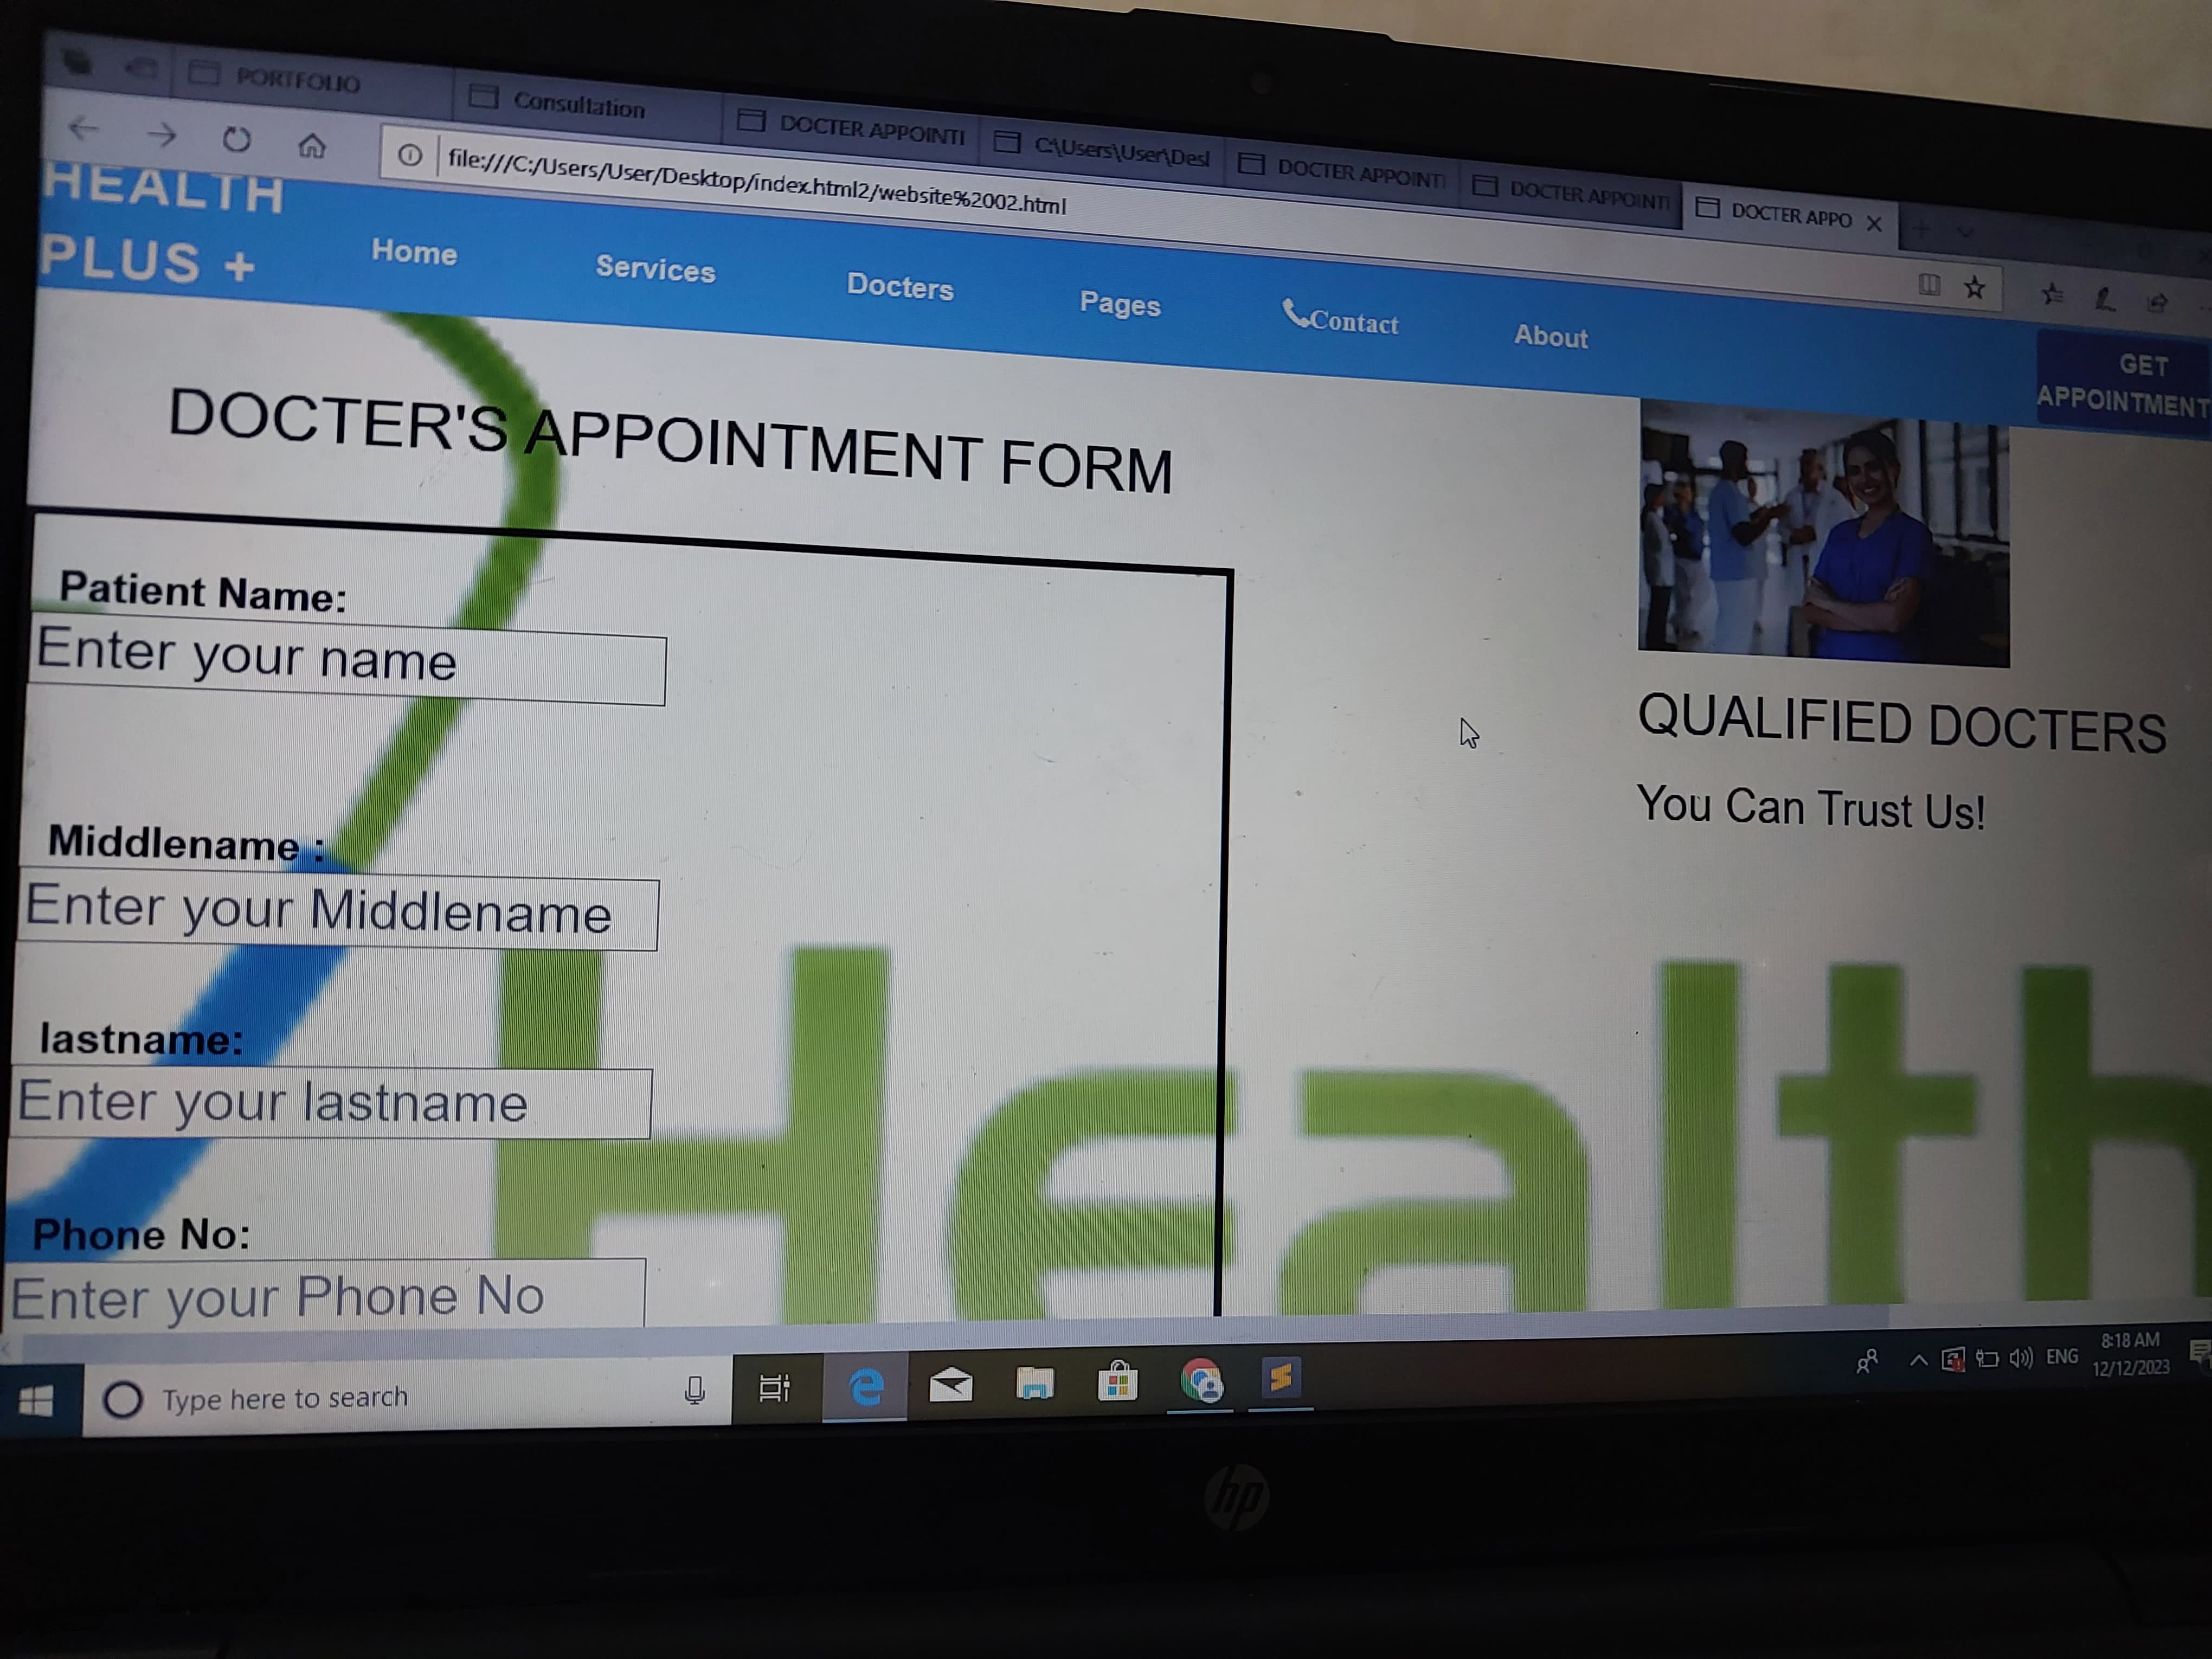 PORTFOLIO
Consultation
DOCTER APPOINTI
C:\Users\User\Desl
DOCTER APPOINTI
DOCTER APPOINTI
DOCTER APPO
file:///C:/Users/User/Desktop/index.html2/website%2002.html
HEALTH
PLUS +
Home
Services
Docters
Pages
Contact
About
GET
APPOINTMENT
DOCTER'S APPOINTMENT FORM
Patient Name:
Enter your name
Middlename :
Enter your Middlename
lastname:
Enter your lastname
Phone No:
Enter your Phone No
QUALIFIED DOCTERS
You Can Trust Us!
Health
Type here to search
ENG
8:18 AM
12/12/2023
hp